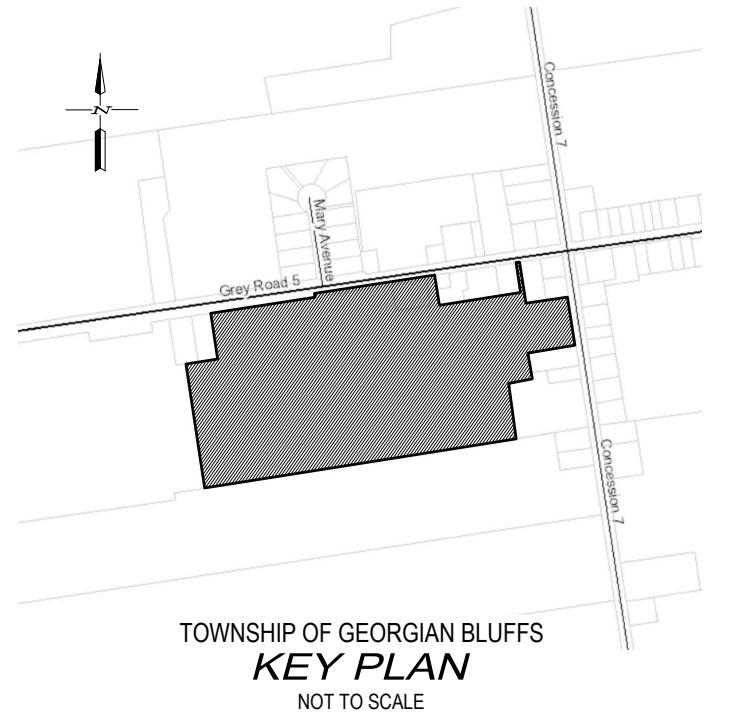 N
Concession 7
Mary Avenue
Grey Road 5
Concession 7
TOWNSHIP OF GEORGIAN BLUFFS
KEY PLAN
NOT TO SCALE